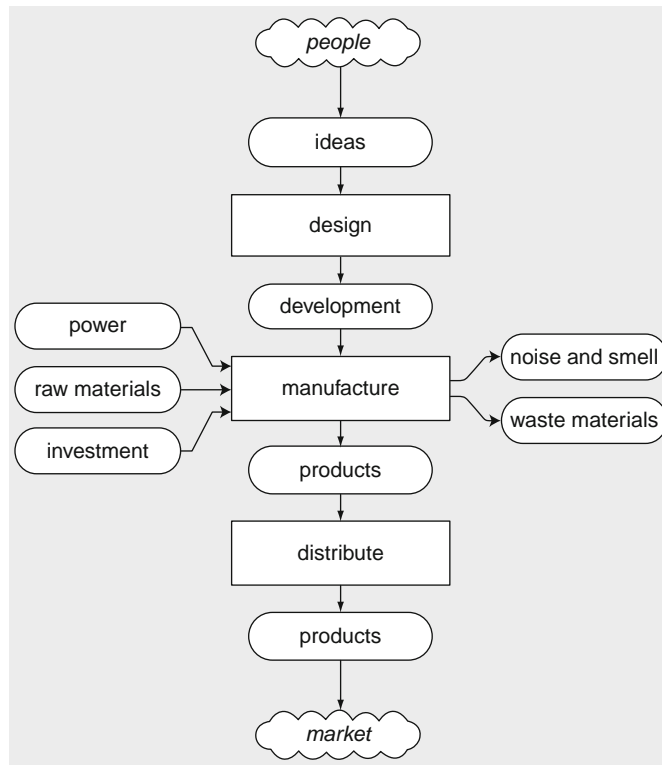 people
ideas
design
development
power
raw materials
investment
manufacture
noise and smell
waste materials
products
distribute
products
market